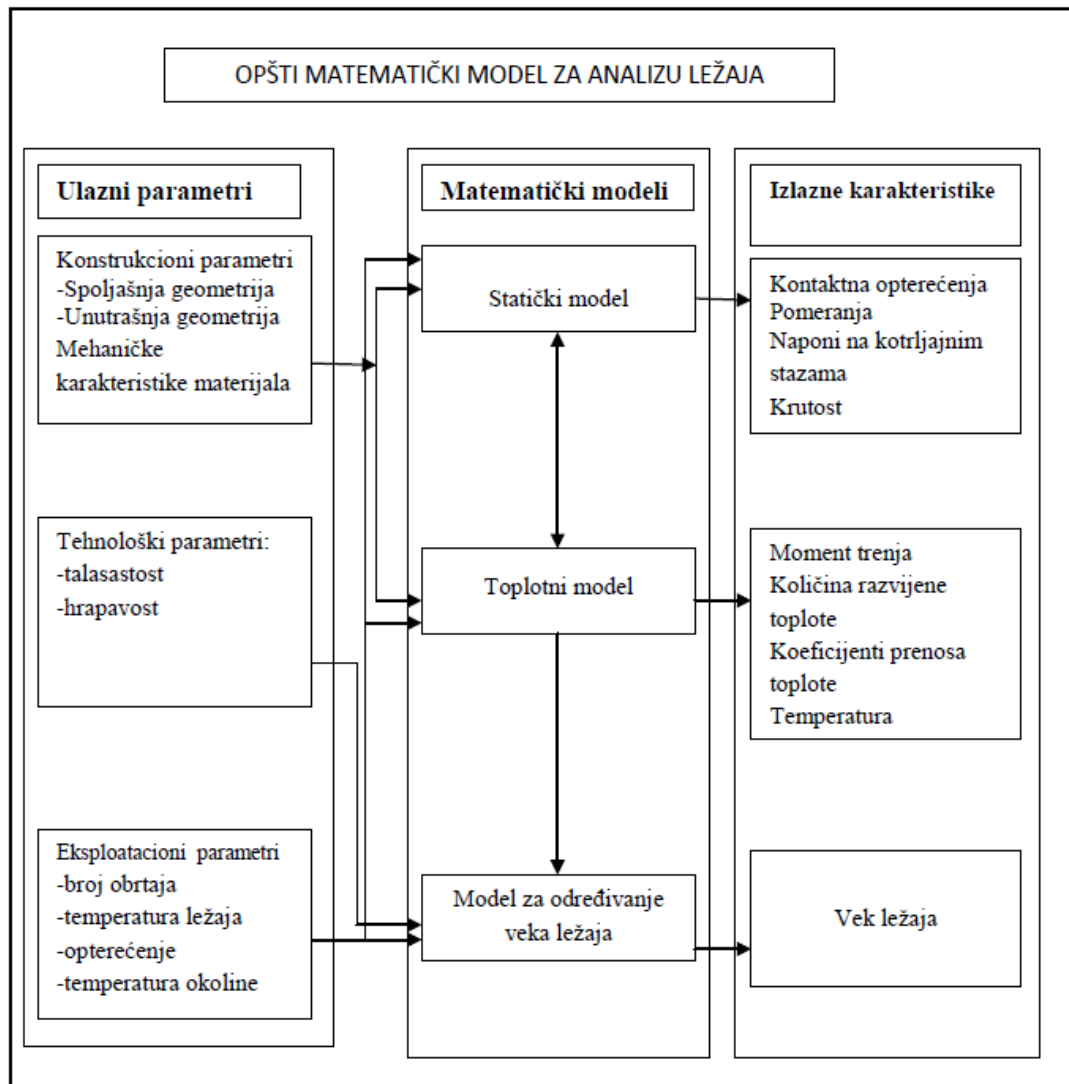 OPŠTI MATEMATIČKI MODEL ZA ANALIZU LEŽAJA
Ulazni parametri
Konstrukcioni parametri
-Spoljašnja geometrija
-Unutrašnja geometrija
Mehaničke
karakteristike materijala
Tehnološki parametri:
-talasastost
-hrapavost
Eksploatacioni parametri
-broj obrtaja
-temperatura ležaja
-opterećenje
-temperatura okoline
Matematički modeli
Statički model
Toplotni model
Model za određivanje
veka ležaja
Izlazne karakteristike
Kontaktna opterećenja
Pomeranja
Naponi na kotrljajnim
stazama
Krutost
Moment trenja
Količina razvijene
toplote
Koeficijenti prenosa
toplote
Temperatura
Vek ležaja